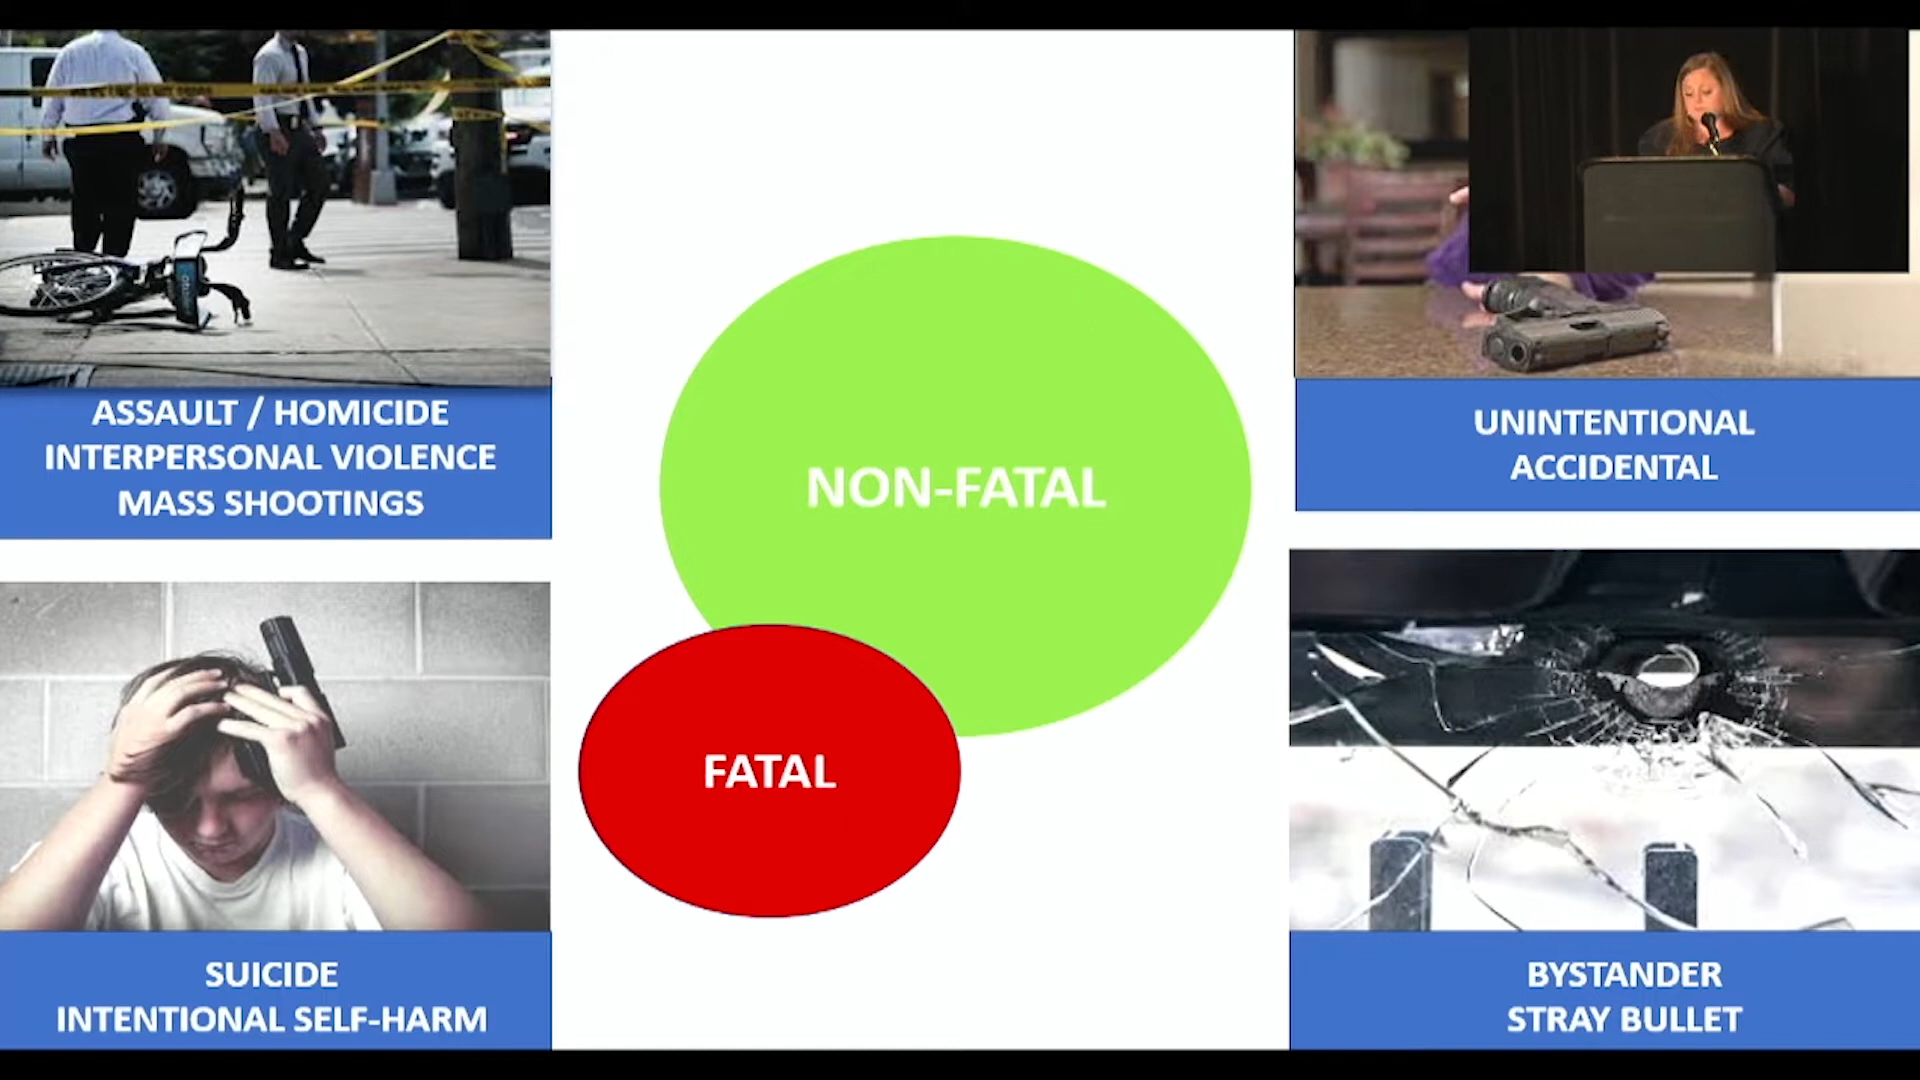 ASSAULT / HOMICIDE
INTERPERSONAL VIOLENCE
MASS SHOOTINGS
UNINTENTIONAL
ACCIDENTAL
NON-FATAL
FATAL
SUICIDE
INTENTIONAL SELF-HARM
BYSTANDER
STRAY BULLET